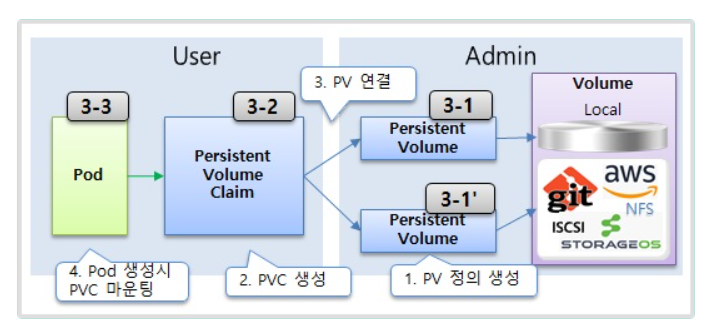 User
Admin
3. PV 연결
Volume
Local
3-3
3-2
3-1
Pod
Persistent
Volume
Claim
Persistent
Volume
3-1'
Persistent
Volume
git
aws
NFS
ISCSI
STORAGEOS
4. Pod 생성시
PVC 마운팅
2. PVC 생성
1. PV 정의 생성